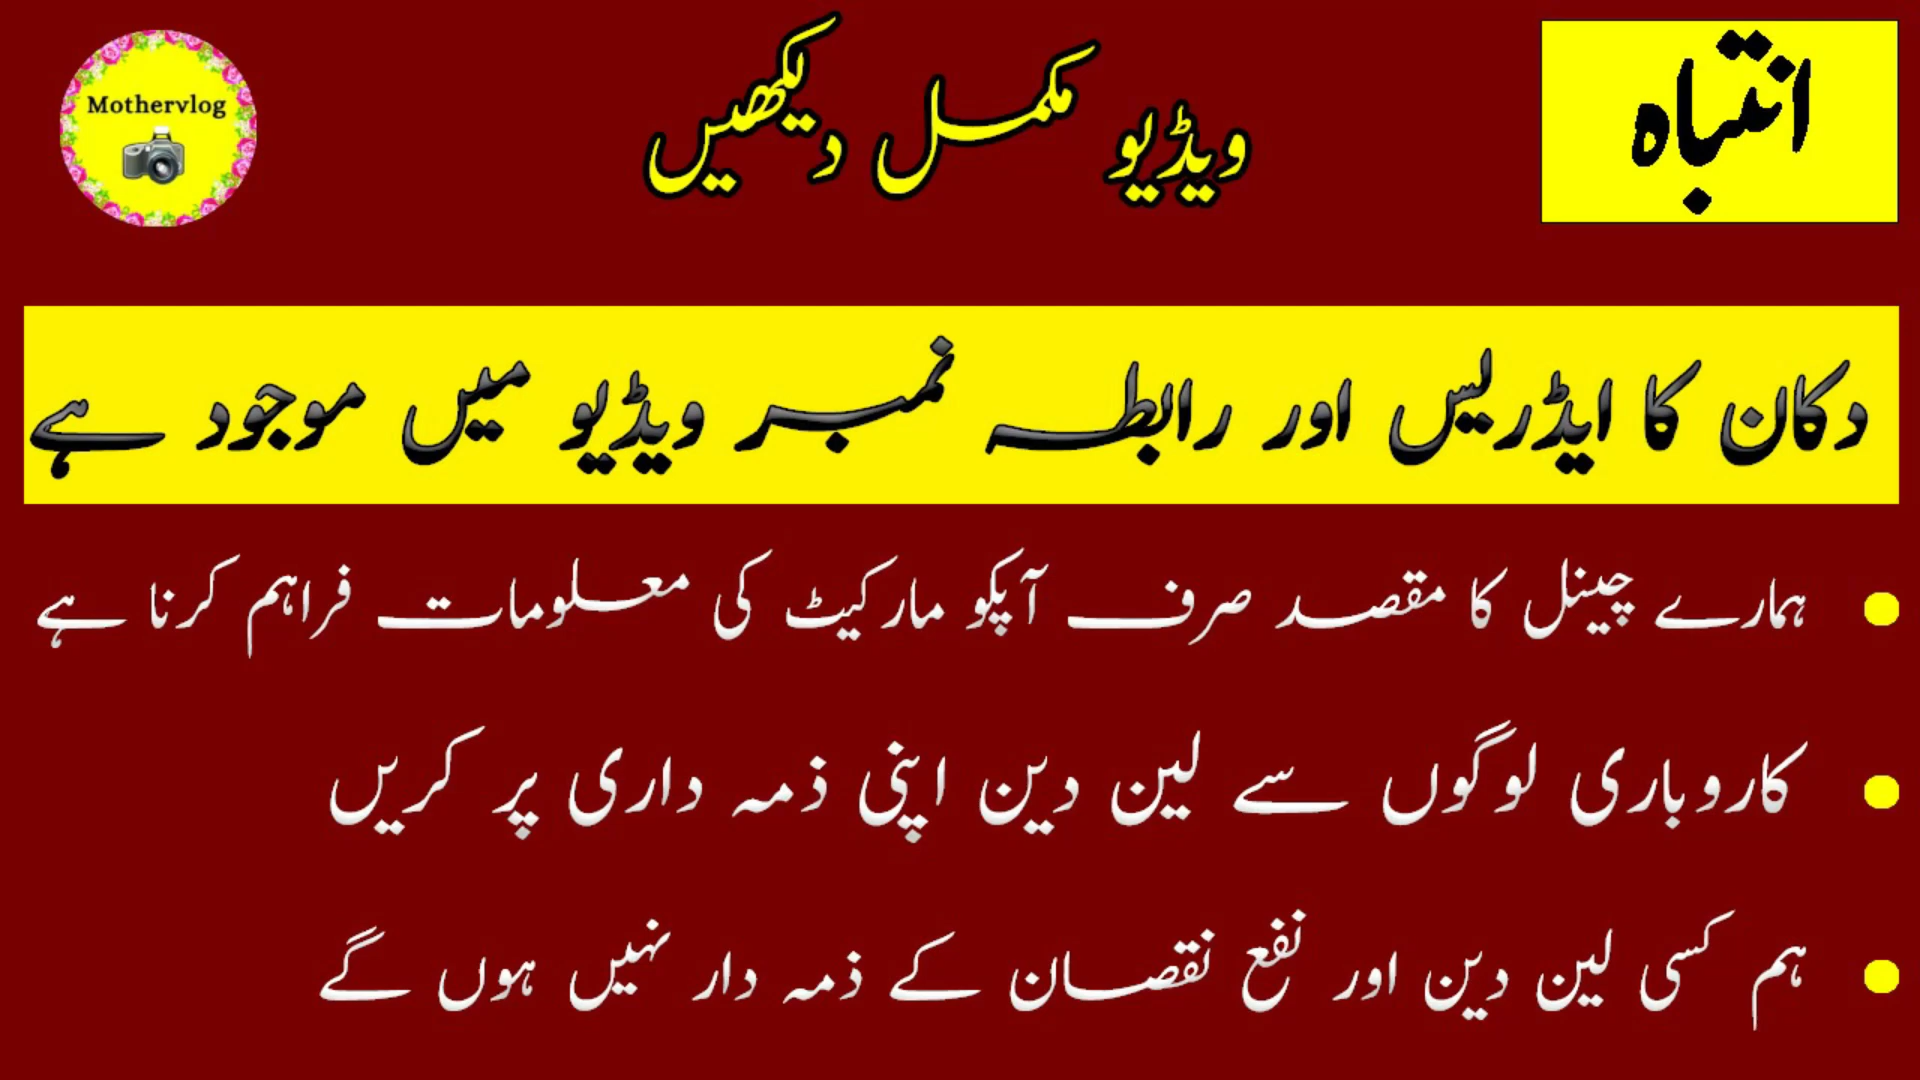 انتباہ
ویڈیو مکمل دیکھیں
Mothervlog
دکان کا ایڈریس اور رابطہ نمبر ویڈیو میں موجود ہے
ہمارے چینل کا مقصد صرف آپکو مارکیٹ کی معلومات فراہم کرنا ہے
کاروباری لوگوں سے لین دین اپنی ذمہ داری پر کریں
ہم کسی لین دین اور نفع نقصان کے ذمہ دار نہیں ہوں گے